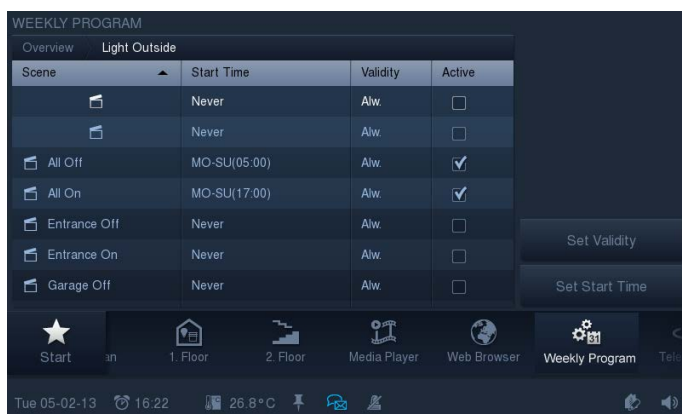 WEEKLY PROGRAM
Overview Light Outside
Scene Start Time Validity Active
Never Alw.
Never Alw.
All Off MO-SU(05:00) Alw.
All On MO-SU(17:00) Alw.
Entrance Off Never Alw.
Entrance On Never Alw.
Garage Off Never Alw.
Set Validity
Set Start Time
31
Start an 1. Floor 2. Floor Media Player Web Browser Weekly Program Tele
Tue 05-02-13 16:22 26.8°C